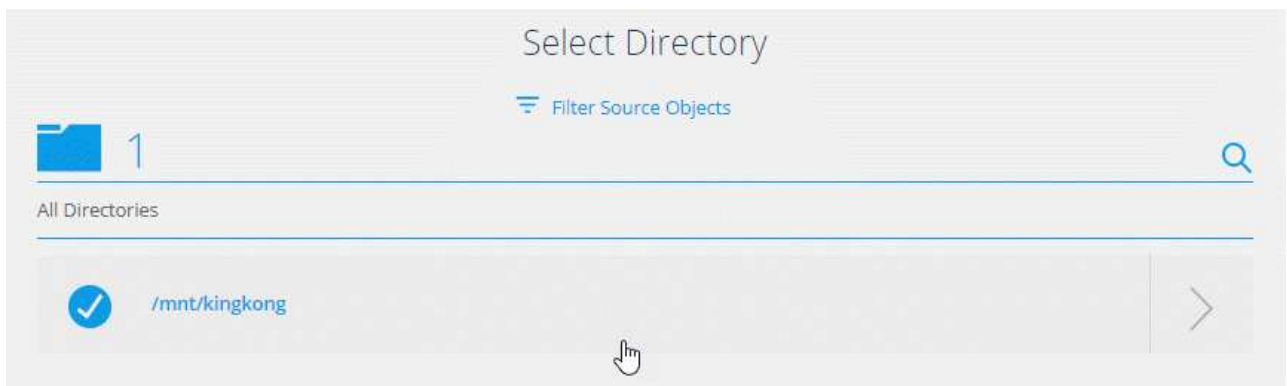 Select Directory
Filter Source Objects
1
All Directories
/mnt/kingkong